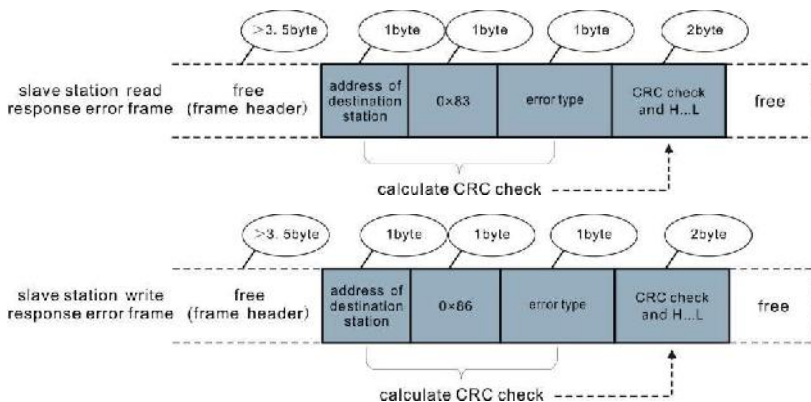 >3.5byte 1byte 1byte 1byte 2byte
slave station read
response error frame
free
(frame header)
address of
destination
station
0×83
error type
CRC check
and H...L
free
calculate CRC check
>3.5byte 1byte 1byte 1byte 2byte
slave station write
response error frame
free
(frame header)
address of
destination
station
0×86
error type
CRC check
and H...L
free
calculate CRC check